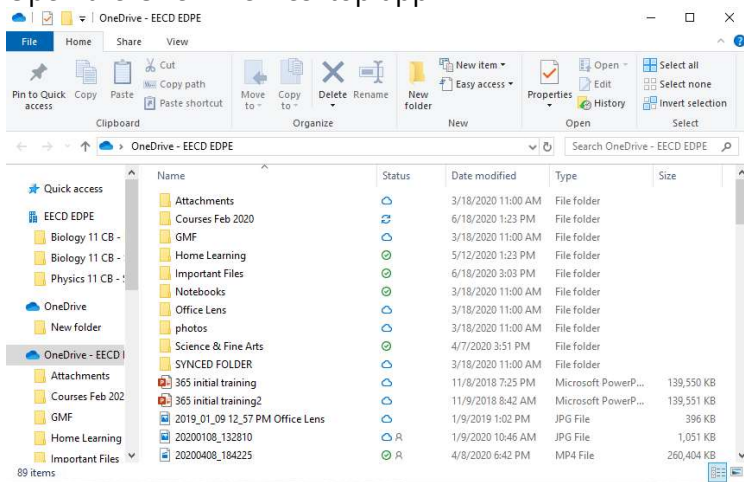 OneDrive - EECD EDPE
File Home Share View
Pin to Quick access
Copy
Paste
Cut
Copy path
Paste shortcut
Clipboard
Move to
Copy to
Delete
Rename
Organize
New folder
New item
Easy access
New
Properties
Open
Edit
History
Open
Select all
Select none
Invert selection
Select
OneDrive - EECD EDPE
Search OneDrive - EECD EDPE
Name Status Date modified Type Size
Quick access
EECD EDPE
Biology 11 CB -
Biology 11 CB -
Physics 11 CB -
OneDrive
New folder
OneDrive - EECD
Attachments
Courses Feb 202
GMF
Home Learning
Important Files
Attachments 3/18/2020 11:00 AM File folder
Courses Feb 2020 6/18/2020 1:23 PM File folder
GMF 3/18/2020 11:00 AM File folder
Home Learning 5/12/2020 1:23 PM File folder
Important Files 6/18/2020 3:03 PM File folder
Notebooks 3/18/2020 11:00 AM File folder
Office Lens 3/18/2020 11:00 AM File folder
photos 3/18/2020 11:00 AM File folder
Science & Fine Arts 4/7/2020 3:51 PM File folder
SYNCED FOLDER 3/18/2020 11:00 AM File folder
365 initial training 11/8/2018 7:25 PM Microsoft PowerP... 139,550 KB
365 initial training2 11/9/2018 8:42 AM Microsoft PowerP... 139,551 KB
2019_01_09 12_57 PM Office Lens 1/9/2019 1:02 PM JPG File 396 KB
20200108_132810 1/9/2020 10:46 AM JPG File 1,051 KB
20200408_184225 4/8/2020 6:42 PM MP4 File 260,404 KB
89 items